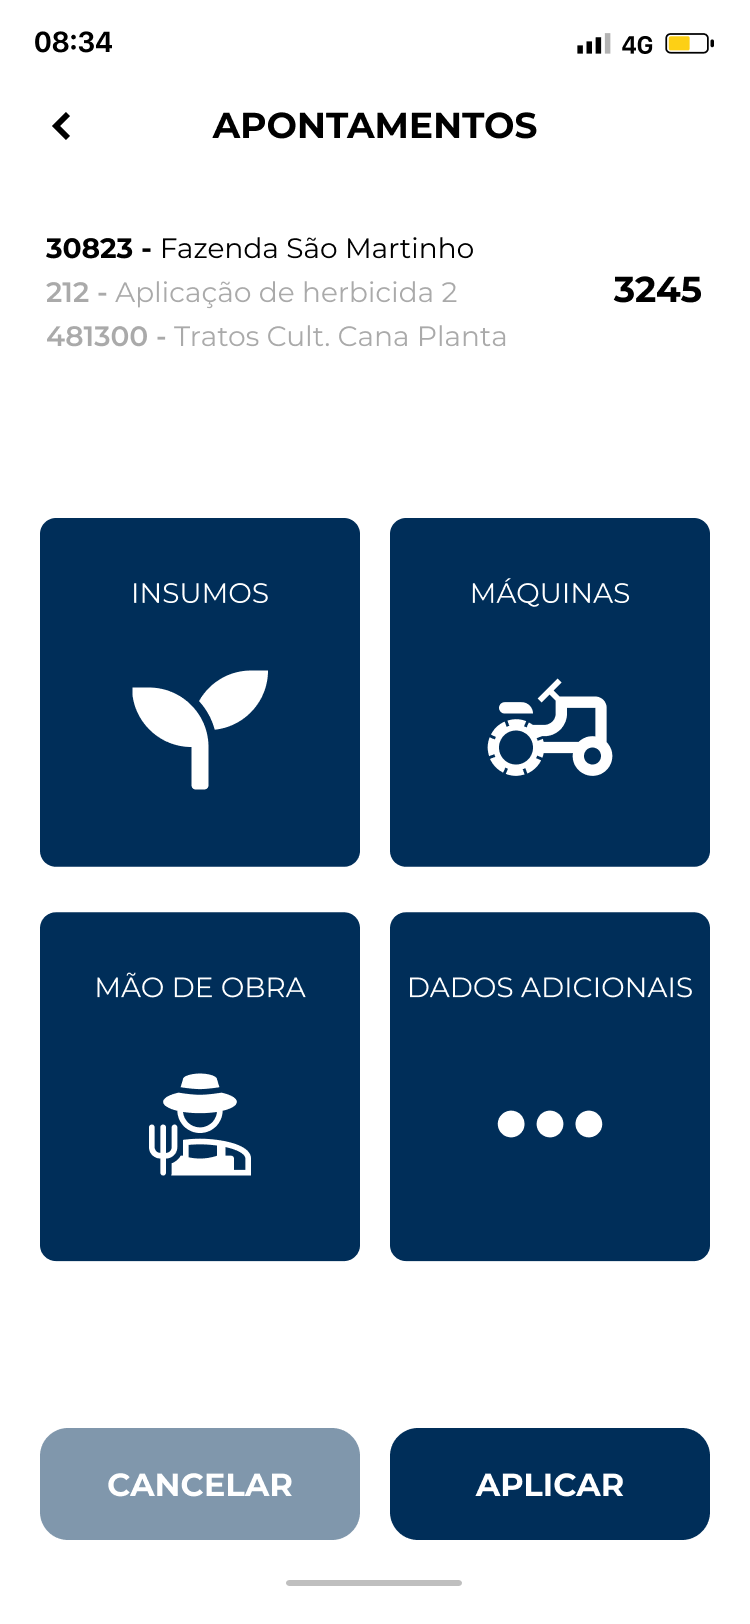 08:34
4G
APONTAMENTOS
30823 - Fazenda São Martinho
212 - Aplicação de herbicida 2
3245
481300 - Tratos Cult. Cana Planta
INSUMOS
MÁQUINAS
MÃO DE OBRA
DADOS ADICIONAIS
CANCELAR
APLICAR